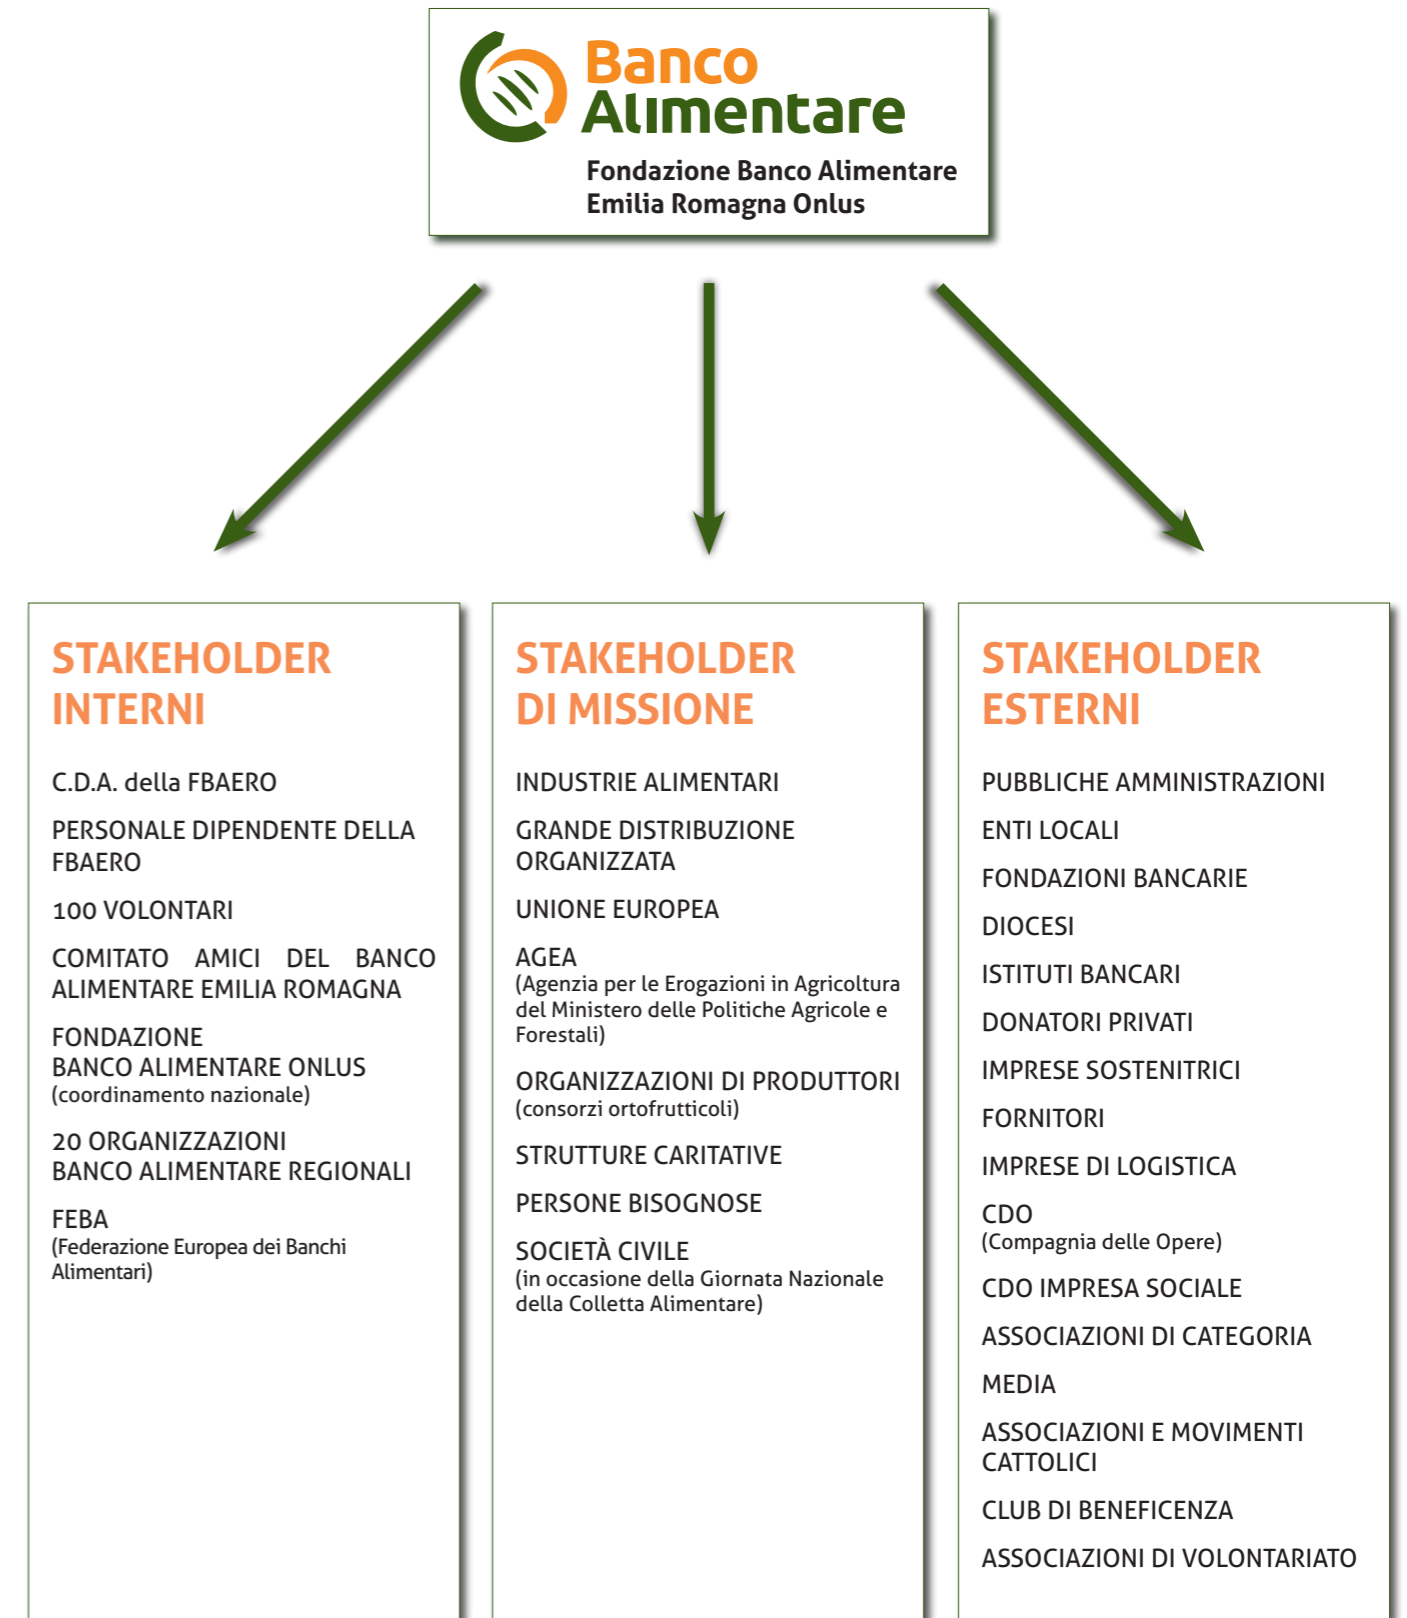 Banco
Alimentare
Fondazione Banco Alimentare
Emilia Romagna Onlus
STAKEHOLDER
INTERNI
C.D.A. della FBAERO
PERSONALE DIPENDENTE DELLA
FBAERO
100 VOLONTARI
COMITATO AMICI DEL BANCO
ALIMENTARE EMILIA ROMAGNA
FONDAZIONE
BANCO ALIMENTARE ONLUS
(coordinamento nazionale)
20 ORGANIZZAZIONI
BANCO ALIMENTARE REGIONALI
FEBA
(Federazione Europea dei Banchi
Alimentari)
STAKEHOLDER
DI MISSIONE
INDUSTRIE ALIMENTARI
GRANDE DISTRIBUZIONE
ORGANIZZATA
UNIONE EUROPEA
AGEA
(Agenzia per le Erogazioni in Agricoltura
del Ministero delle Politiche Agricole e
Forestali)
ORGANIZZAZIONI DI PRODUTTORI
(consorzi ortofrutticoli)
STRUTTURE CARITATIVE
PERSONE BISOGNOSE
SOCIETÀ CIVILE
(in occasione della Giornata Nazionale
della Colletta Alimentare)
STAKEHOLDER
ESTERNI
PUBBLICHE AMMINISTRAZIONI
ENTI LOCALI
FONDAZIONI BANCARIE
DIOCESI
ISTITUTI BANCARI
DONATORI PRIVATI
IMPRESE SOSTENITRICI
FORNITORI
IMPRESE DI LOGISTICA
CDO
(Compagnia delle Opere)
CDO IMPRESA SOCIALE
ASSOCIAZIONI DI CATEGORIA
MEDIA
ASSOCIAZIONI E MOVIMENTI
CATTOLICI
CLUB DI BENEFICENZA
ASSOCIAZIONI DI VOLONTARIATO